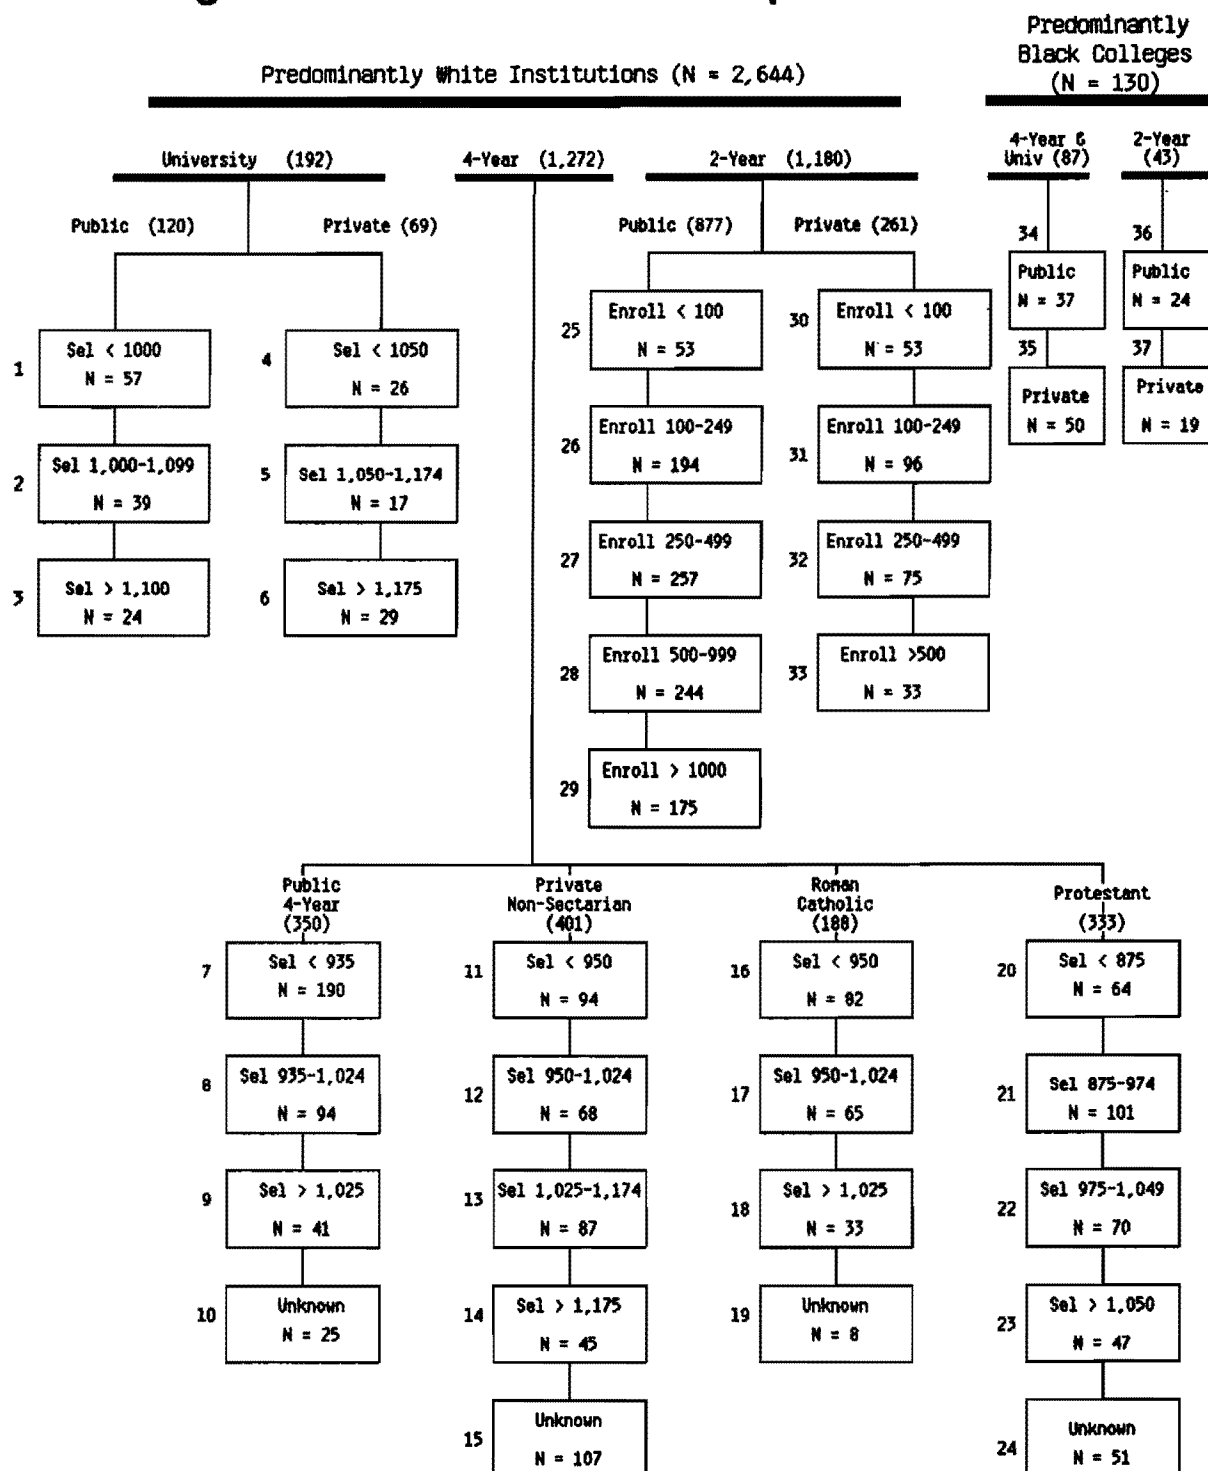 Predominantly
Black Colleges
(N = 130)
Predominantly White Institutions (N = 2,644)
University (192)
4-Year (1,272)
2-Year (1,180)
4-Year &
Univ (87)
2-Year
(43)
Public (120)
Private (69)
Public (877)
Private (261)
34
Public
N = 37
36
Public
N = 24
35
Private
N = 50
37
Private
N = 19
1
Sel < 1000
N = 57
2
Sel 1,000-1,099
N = 39
3
Sel > 1,100
N = 24
4
Sel < 1050
N = 26
5
Sel 1,050-1,174
N = 17
6
Sel > 1,175
N = 29
25
Enroll < 100
N = 53
26
Enroll 100-249
N = 194
27
Enroll 250-499
N = 257
28
Enroll 500-999
N = 244
29
Enroll > 1000
N = 175
30
Enroll < 100
N = 53
31
Enroll 100-249
N = 96
32
Enroll 250-499
N = 75
33
Enroll >500
N = 33
Public
4-Year
(350)
7
Sel < 935
N = 190
8
Sel 935-1,024
N = 94
9
Sel > 1,025
N = 41
10
Unknown
N = 25
Private
Non-Sectarian
(401)
11
Sel < 950
N = 94
12
Sel 950-1,024
N = 68
13
Sel 1,025-1,174
N = 87
14
Sel > 1,175
N = 45
15
Unknown
N = 107
Roman
Catholic
(188)
16
Sel < 950
N = 82
17
Sel 950-1,024
N = 65
18
Sel > 1,025
N = 33
19
Unknown
N = 8
Protestant
(333)
20
Sel < 875
N = 64
21
Sel 875-974
N = 101
22
Sel 975-1,049
N = 70
23
Sel > 1,050
N = 47
24
Unknown
N = 51